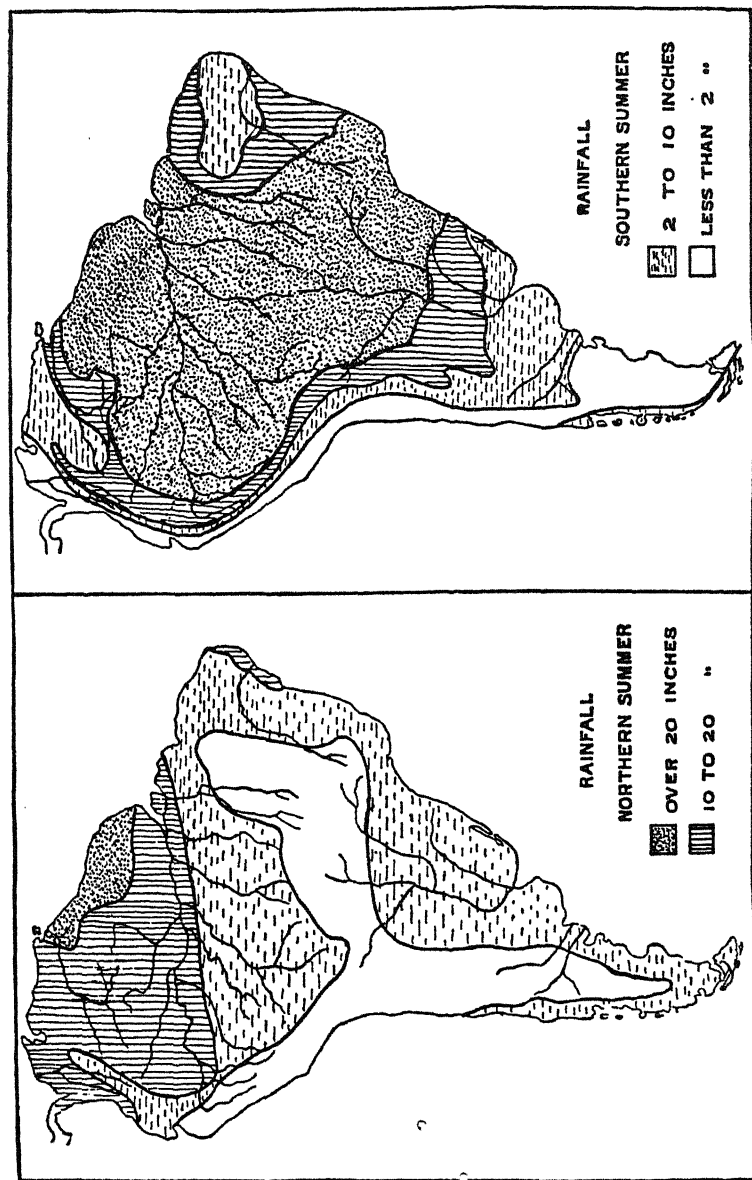 RAINFALL
NORTHERN SUMMER
OVER 20 INCHES
10 TO 20 "
RAINFALL
SOUTHERN SUMMER
2 TO 10 INCHES
LESS THAN 2 "